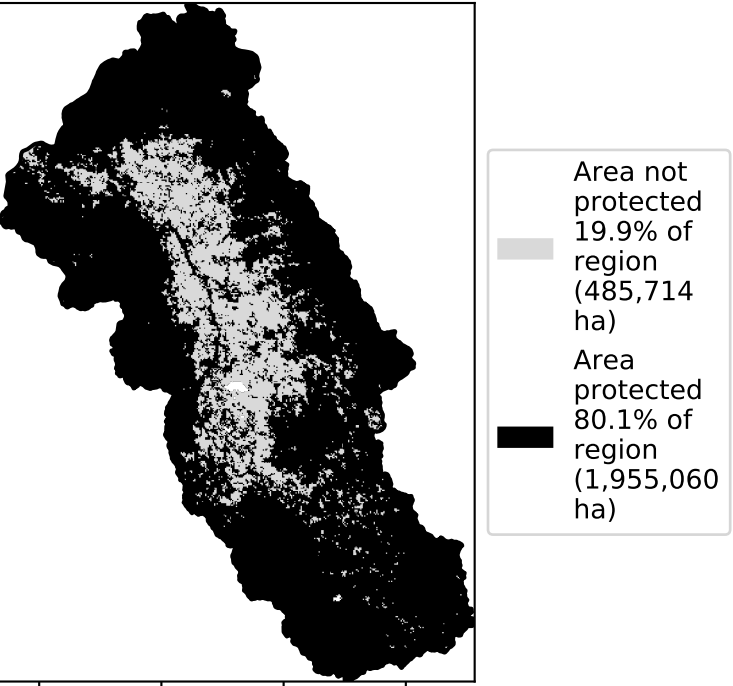 Area not
protected
19.9% of
region
(485,714
ha)
Area
protected
80.1% of
region
(1,955,060
ha)